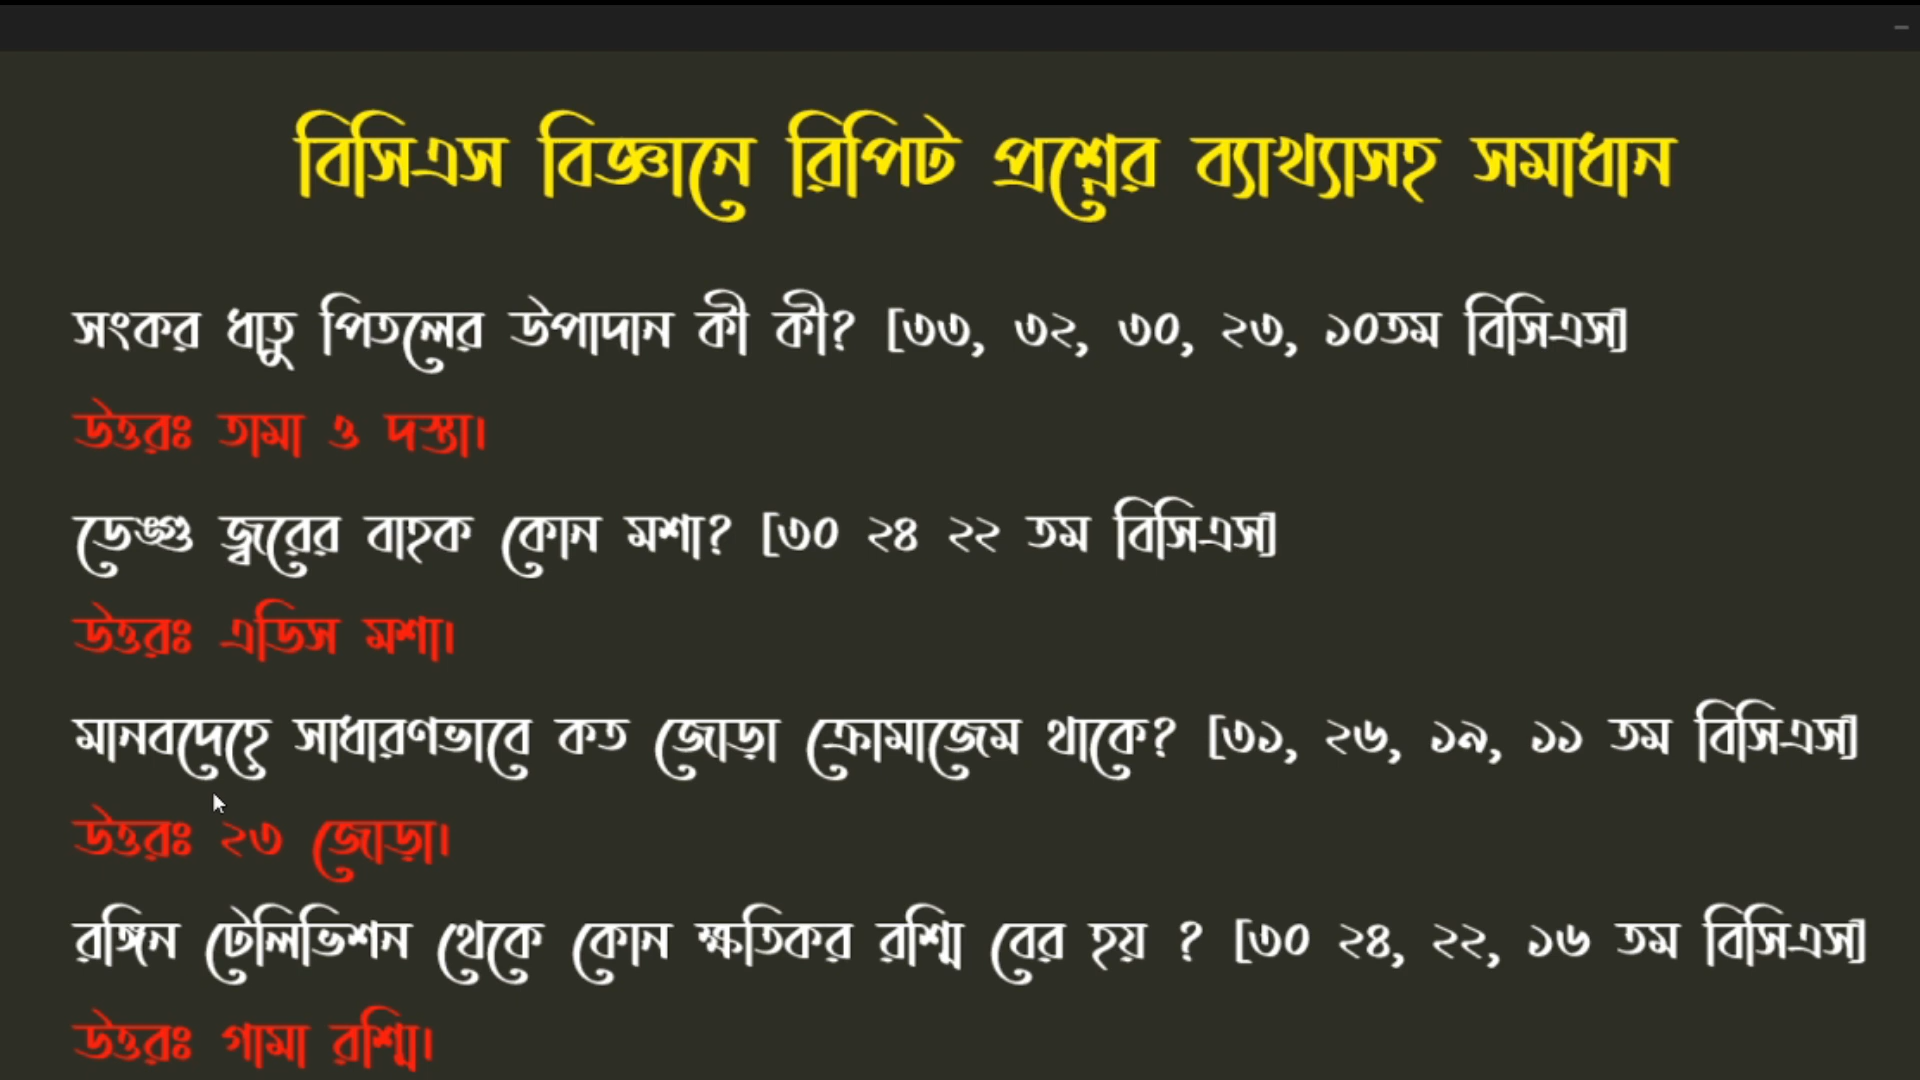 বিসিএস বিজ্ঞানে রিপিট প্রশ্নের ব্যাখ্যাসহ সমাধান
সংকর ধাতু পিতলের উপাদান কী কী? [৩৩, ৩২, ৩০, ২৩, ১০তম বিসিএস]
উত্তরঃ তামা ও দস্তা।
ডেঙ্গু জ্বরের বাহক কোন মশা? [৩০ ২৪ ২২ তম বিসিএস]
উত্তরঃ এডিস মশা।
মানবদেহে সাধারণভাবে কত জোড়া ক্রোমাজেম থাকে? [৩১, ২৬, ১৯, ১১ তম বিসিএস]
উত্তরঃ ২৩ জোড়া।
রঙ্গিন টেলিভিশন থেকে কোন ক্ষতিকর রশ্মি বের হয় ? [৩০ ২৪, ২২, ১৬ তম বিসিএস]
উত্তরঃ গামা রশ্মি।